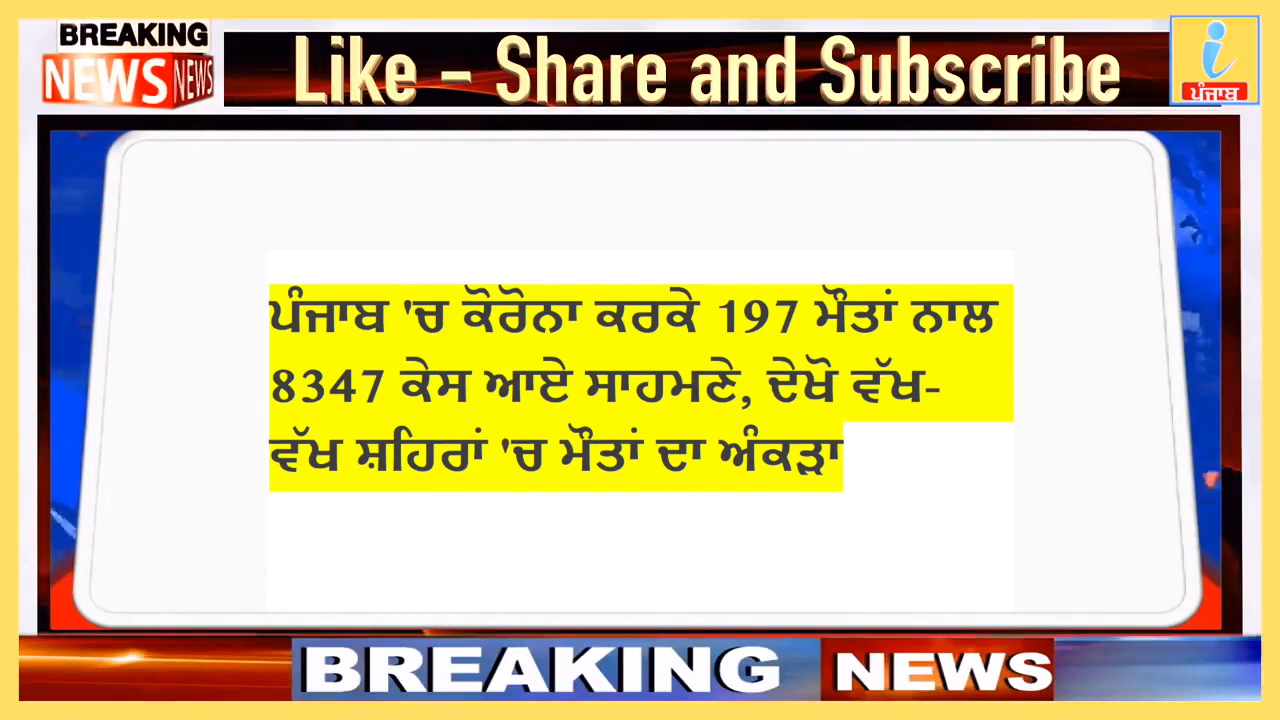 BREAKING
NEWS NEWS
Like - Share and Subscribe
i
ਪੰਜਾਬ
ਪੰਜਾਬ 'ਚ ਕੋਰੋਨਾ ਕਰਕੇ 197 ਮੌਤਾਂ ਨਾਲ
8347 ਕੇਸ ਆਏ ਸਾਹਮਣੇ, ਦੇਖੋ ਵੱਖ-
ਵੱਖ ਸ਼ਹਿਰਾਂ 'ਚ ਮੌਤਾਂ ਦਾ ਅੰਕੜਾ
BREAKING NEWS